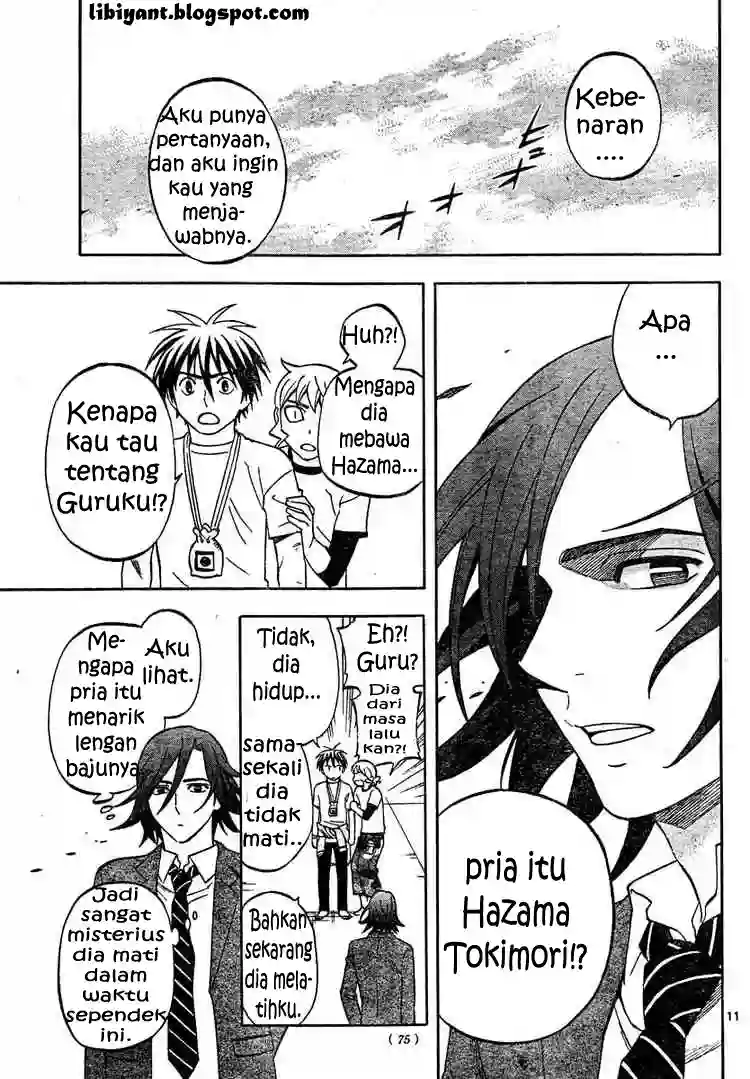 libiyant.blogspot.com
Kebe-
naran
....
Aku punya
pertanyaan,
dan aku ingin
kau yang
menja-
wabnya.
Apa
...
pria itu
Hazama
Tokimori!?
Huh?!
Mengapa
dia
mebawa
Hazama...
Kenapa
kau tau
tentang
Guruku!?
Eh?!
Guru?
Dia
dari
masa
lalu
kan?!
Tidak,
dia
hidup...
sama
sekali
dia
tidak
mati..
Bahkan
sekarang
dia mela-
tihku.
Aku
lihat.
Me-
ngapa
pria itu
menarik
lengan
bajunya
Jadi
sangat
misterius
dia mati
dalam
waktu
sependek
ini.
( 75 )
11